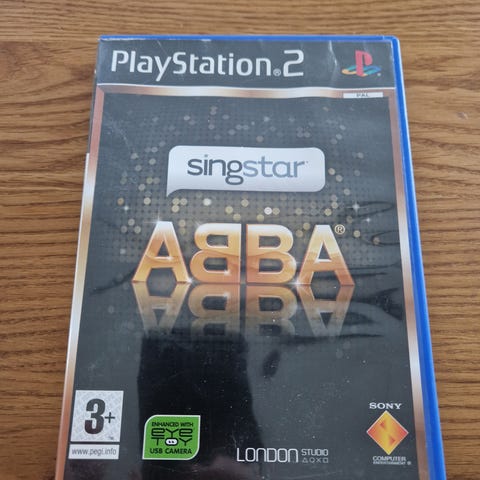 PlayStation®2
PAL
singstar
ABBA®
3+
www.pegi.info
ENHANCED WITH
EYE
TOY
USB CAMERA
LONDON STUDIO
SONY
COMPUTER
ENTERTAINMENT®